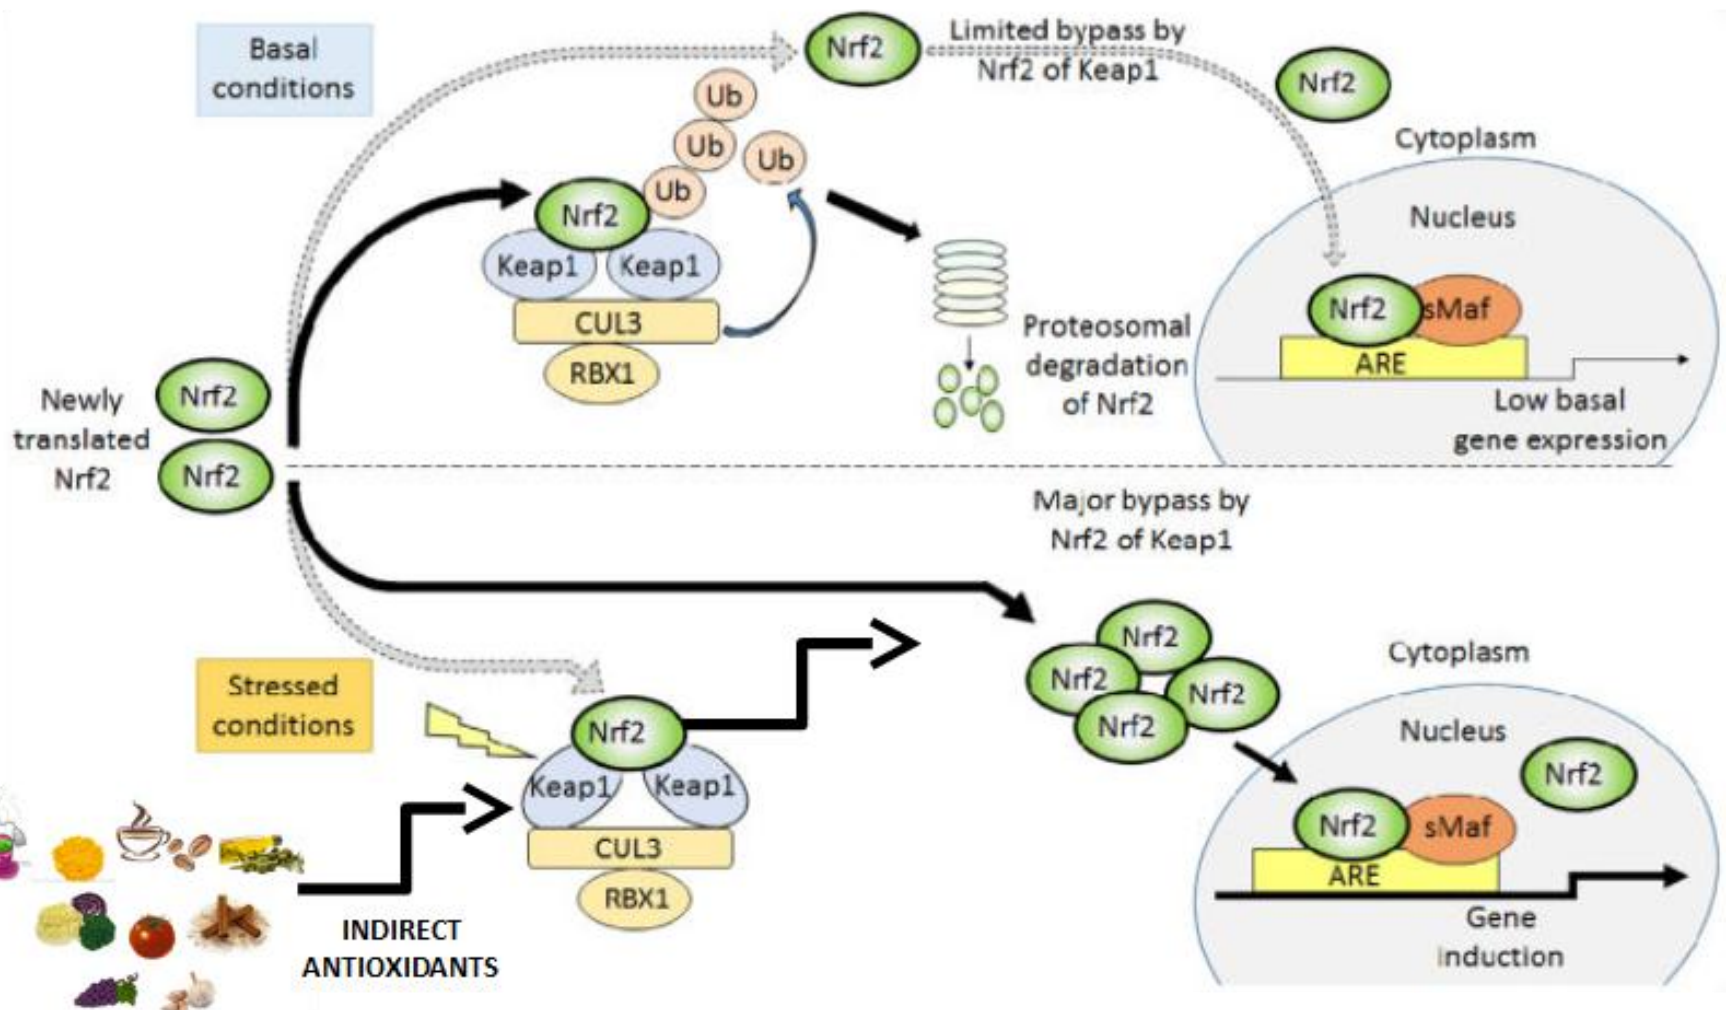 Basal
conditions
Nrf2
Limited bypass by
Nrf2 of Keap1
Nrf2
Cytoplasm
Nucleus
Ub
Ub
Ub
Ub
Nrf2
Keap1
Keap1
CUL3
RBX1
Proteosomal
degradation
of Nrf2
Nrf2
sMaf
ARE
Low basal
gene expression
Newly
translated
Nrf2
Nrf2
Nrf2
Major bypass by
Nrf2 of Keap1
Stressed
conditions
Nrf2
Keap1
Keap1
CUL3
RBX1
INDIRECT
ANTIOXIDANTS
Nrf2
Nrf2
Nrf2
Nrf2
Cytoplasm
Nucleus
Nrf2
Nrf2
sMaf
ARE
Gene
induction